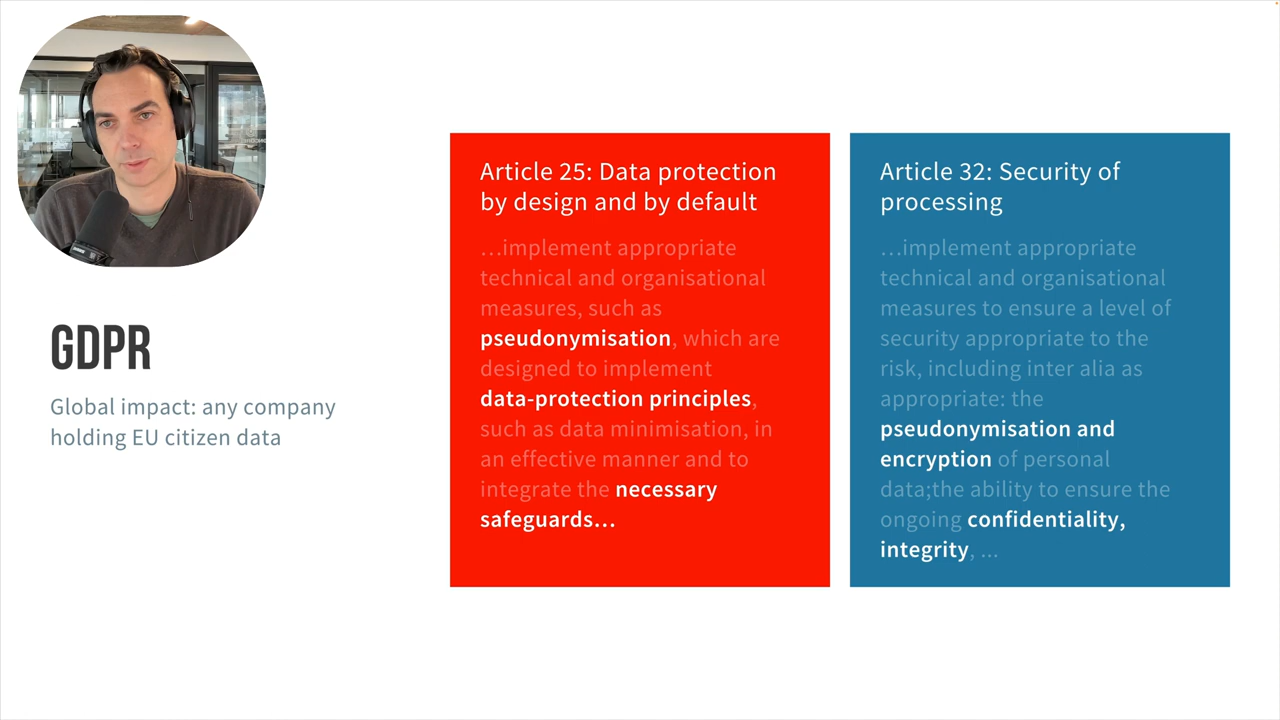 GDPR
Global impact: any company
holding EU citizen data
Article 25: Data protection
by design and by default
…implement appropriate
technical and organisational
measures, such as
pseudonymisation, which are
designed to implement
data-protection principles,
such as data minimisation, in
an effective manner and to
integrate the necessary
safeguards…
Article 32: Security of
processing
…implement appropriate
technical and organisational
measures to ensure a level of
security appropriate to the
risk, including inter alia as
appropriate: the
pseudonymisation and
encryption of personal
data;the ability to ensure the
ongoing confidentiality,
integrity, ...